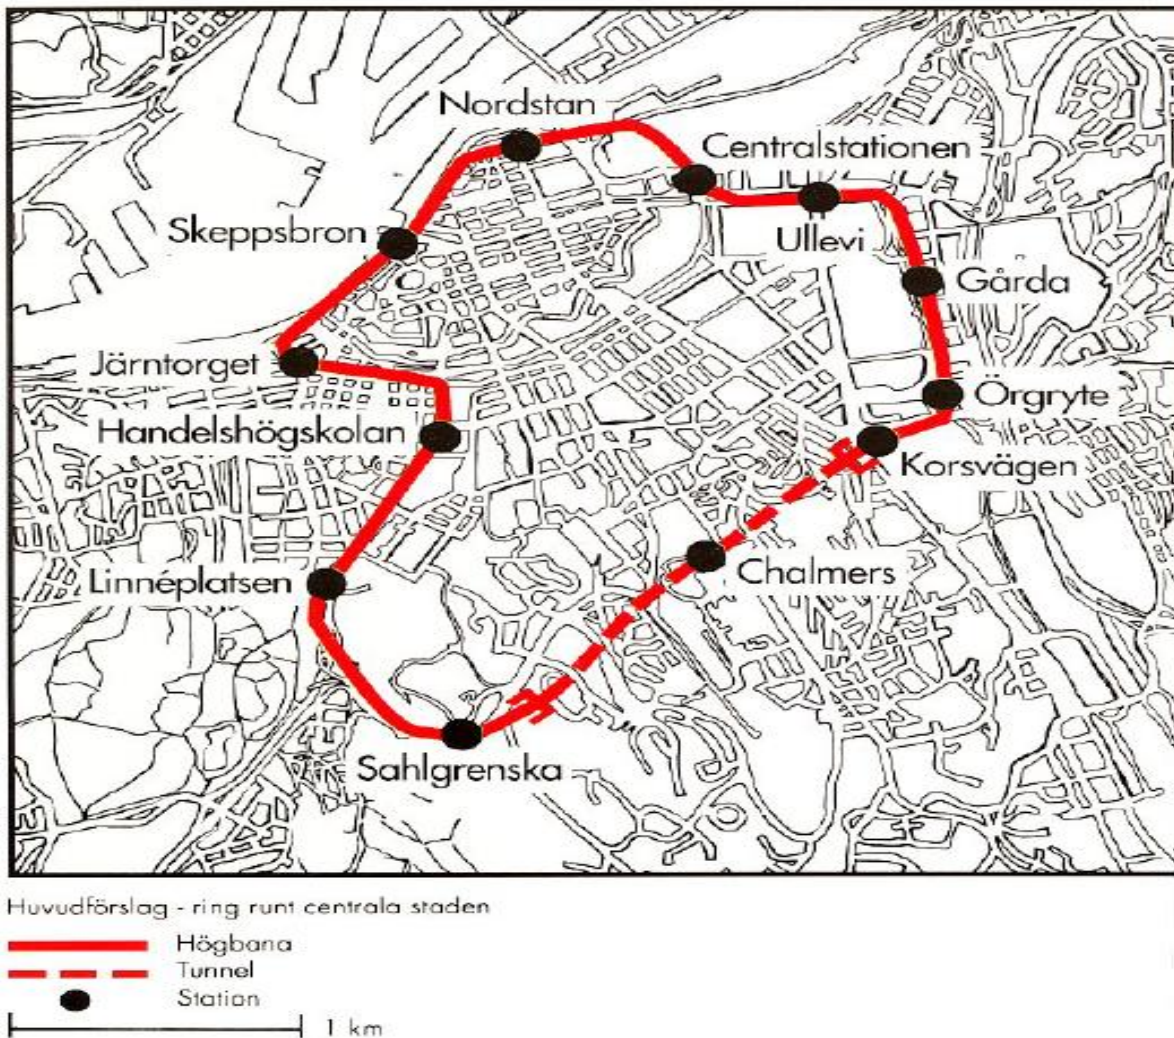 Nordstan
Centralstationen
Skeppsbron
Ullevi
Gårda
Järntorget
Örgryte
Handelshögskolan
Korsvägen
Linnéplatsen
Chalmers
Sahlgrenska
Huvudförslag - ring runt centrala staden
Högbana
Tunnel
Station
1 km